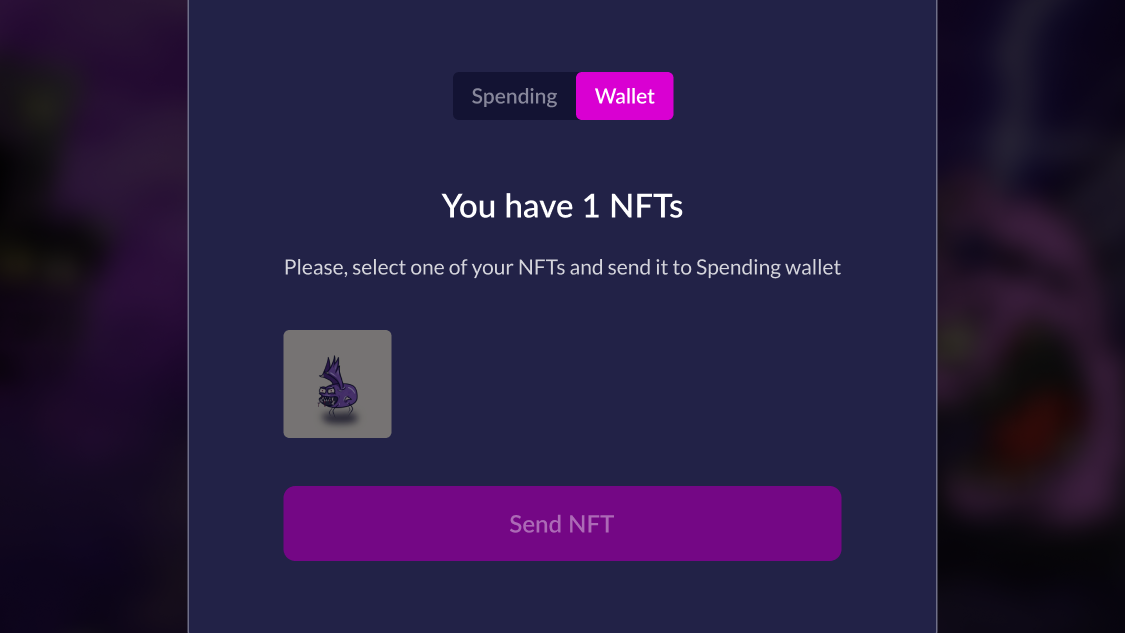 Spending Wallet
You have 1 NFTs
Please, select one of your NFTs and send it to Spending wallet
Send NFT